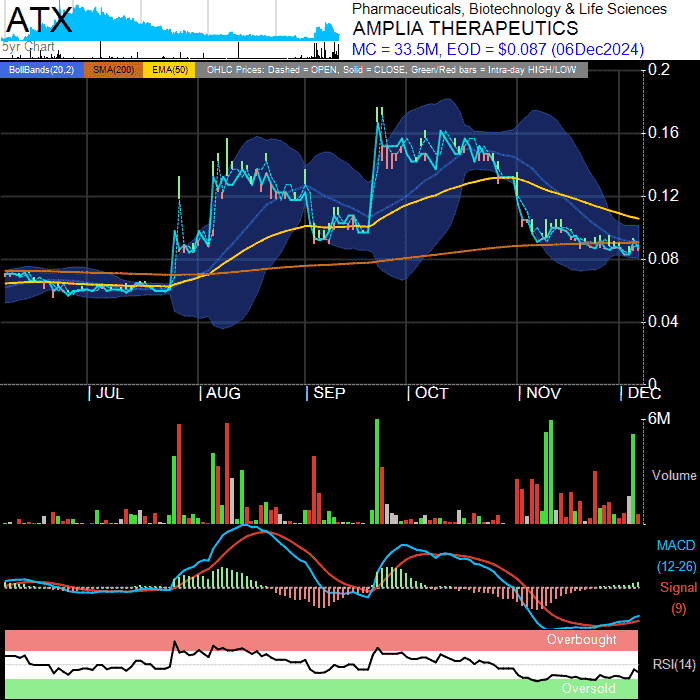 ATX
5yr Chart
Pharmaceuticals, Biotechnology & Life Sciences
AMPLIA THERAPEUTICS
MC = 33.5M, EOD = $0.087 (06Dec2024)
BollBands(20,2) SMA(200) EMA(50) OHLC Prices: Dashed = OPEN, Solid = CLOSE, Green/Red bars = Intra-day HIGH/LOW
0.2
0.16
0.12
0.08
0.04
0
| JUL | AUG | SEP | OCT | NOV | DEC
6M
Volume
MACD
(12-26)
Signal
(9)
Overbought
RSI(14)
Oversold